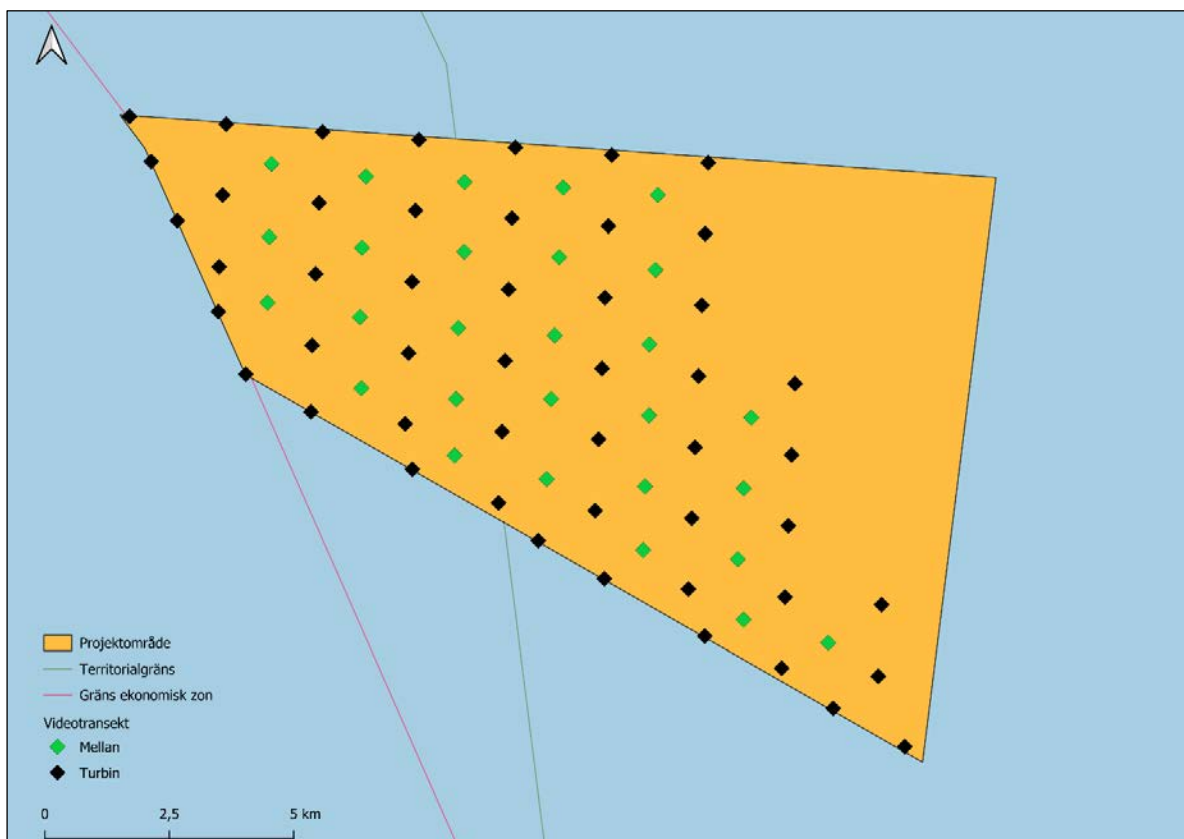 Projektområde
Territorialgräns
Gräns ekonomisk zon
Videotransekt
Mellan
Turbin
0 2,5 5 km